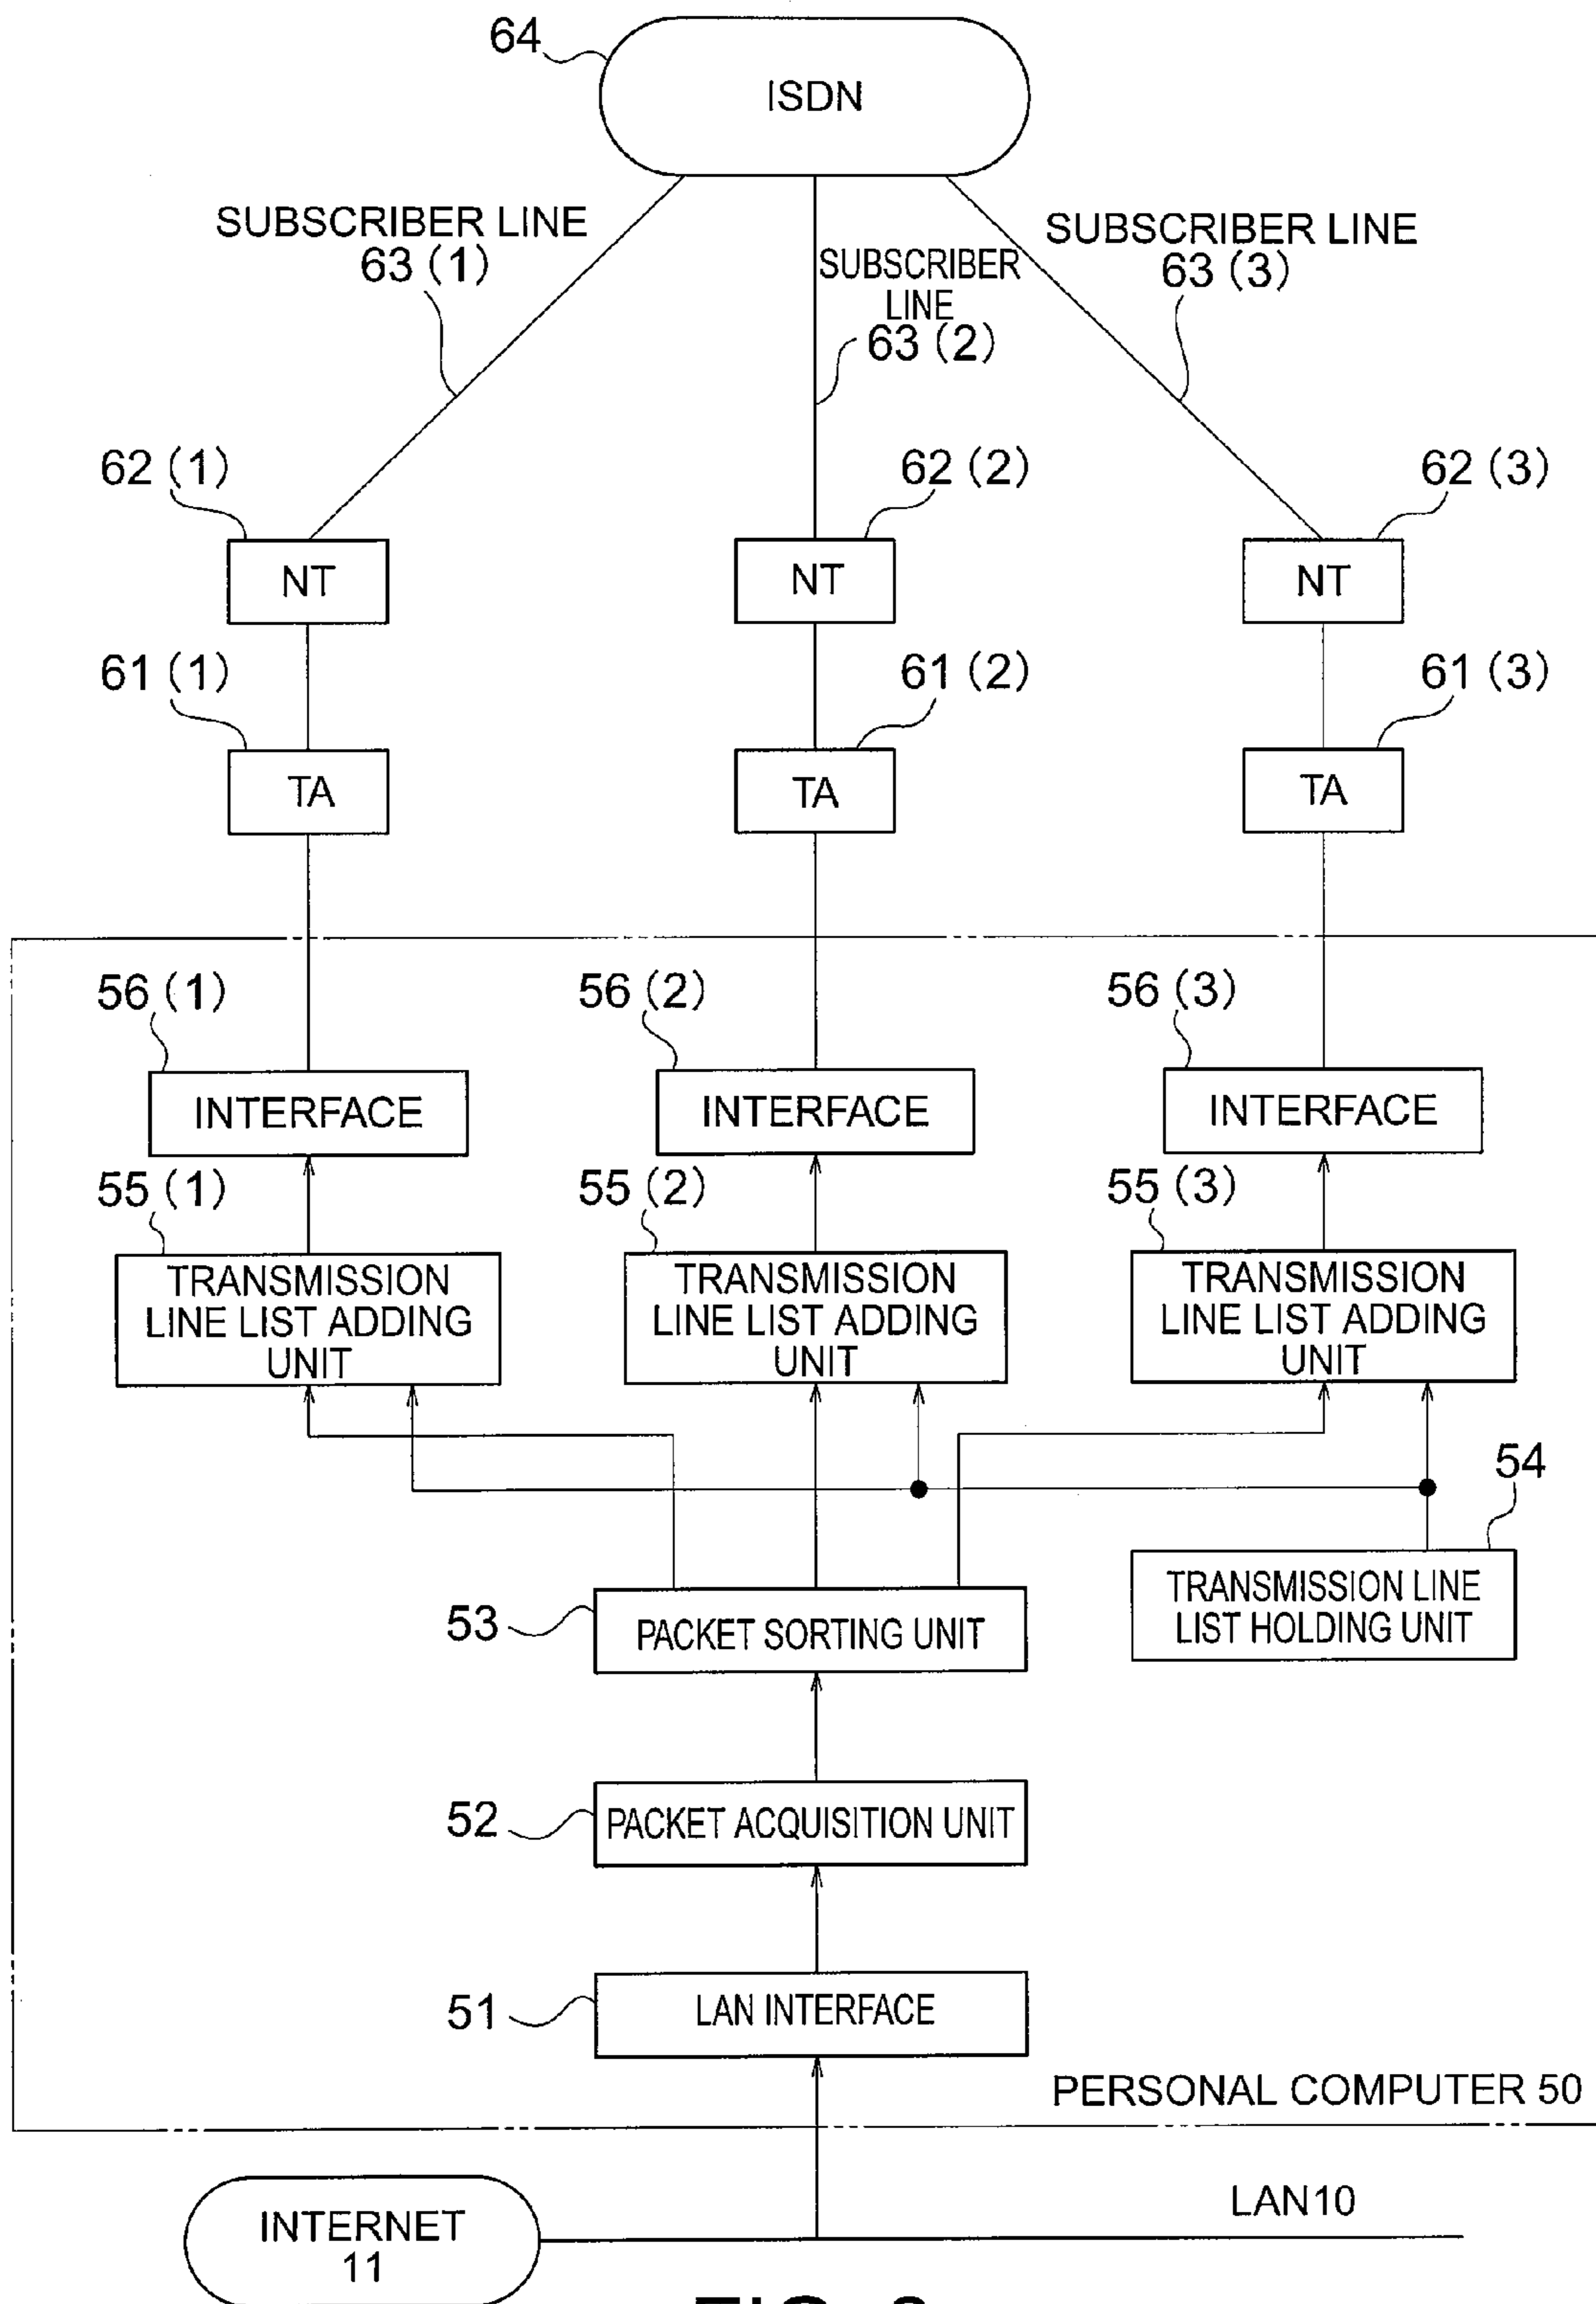 64
ISDN
SUBSCRIBER LINE
63 (1)
SUBSCRIBER
LINE
63 (2)
SUBSCRIBER LINE
63 (3)
62 (1)
62 (2)
62 (3)
NT
NT
NT
61 (1)
61 (2)
61 (3)
TA
TA
TA
56 (1)
56 (2)
56 (3)
INTERFACE
INTERFACE
INTERFACE
55 (1)
55 (2)
55 (3)
TRANSMISSION
LINE LIST ADDING
UNIT
TRANSMISSION
LINE LIST ADDING
UNIT
TRANSMISSION
LINE LIST ADDING
UNIT
54
TRANSMISSION LINE
LIST HOLDING UNIT
53
PACKET SORTING UNIT
52
PACKET ACQUISITION UNIT
51
LAN INTERFACE
PERSONAL COMPUTER 50
LAN10
INTERNET
11